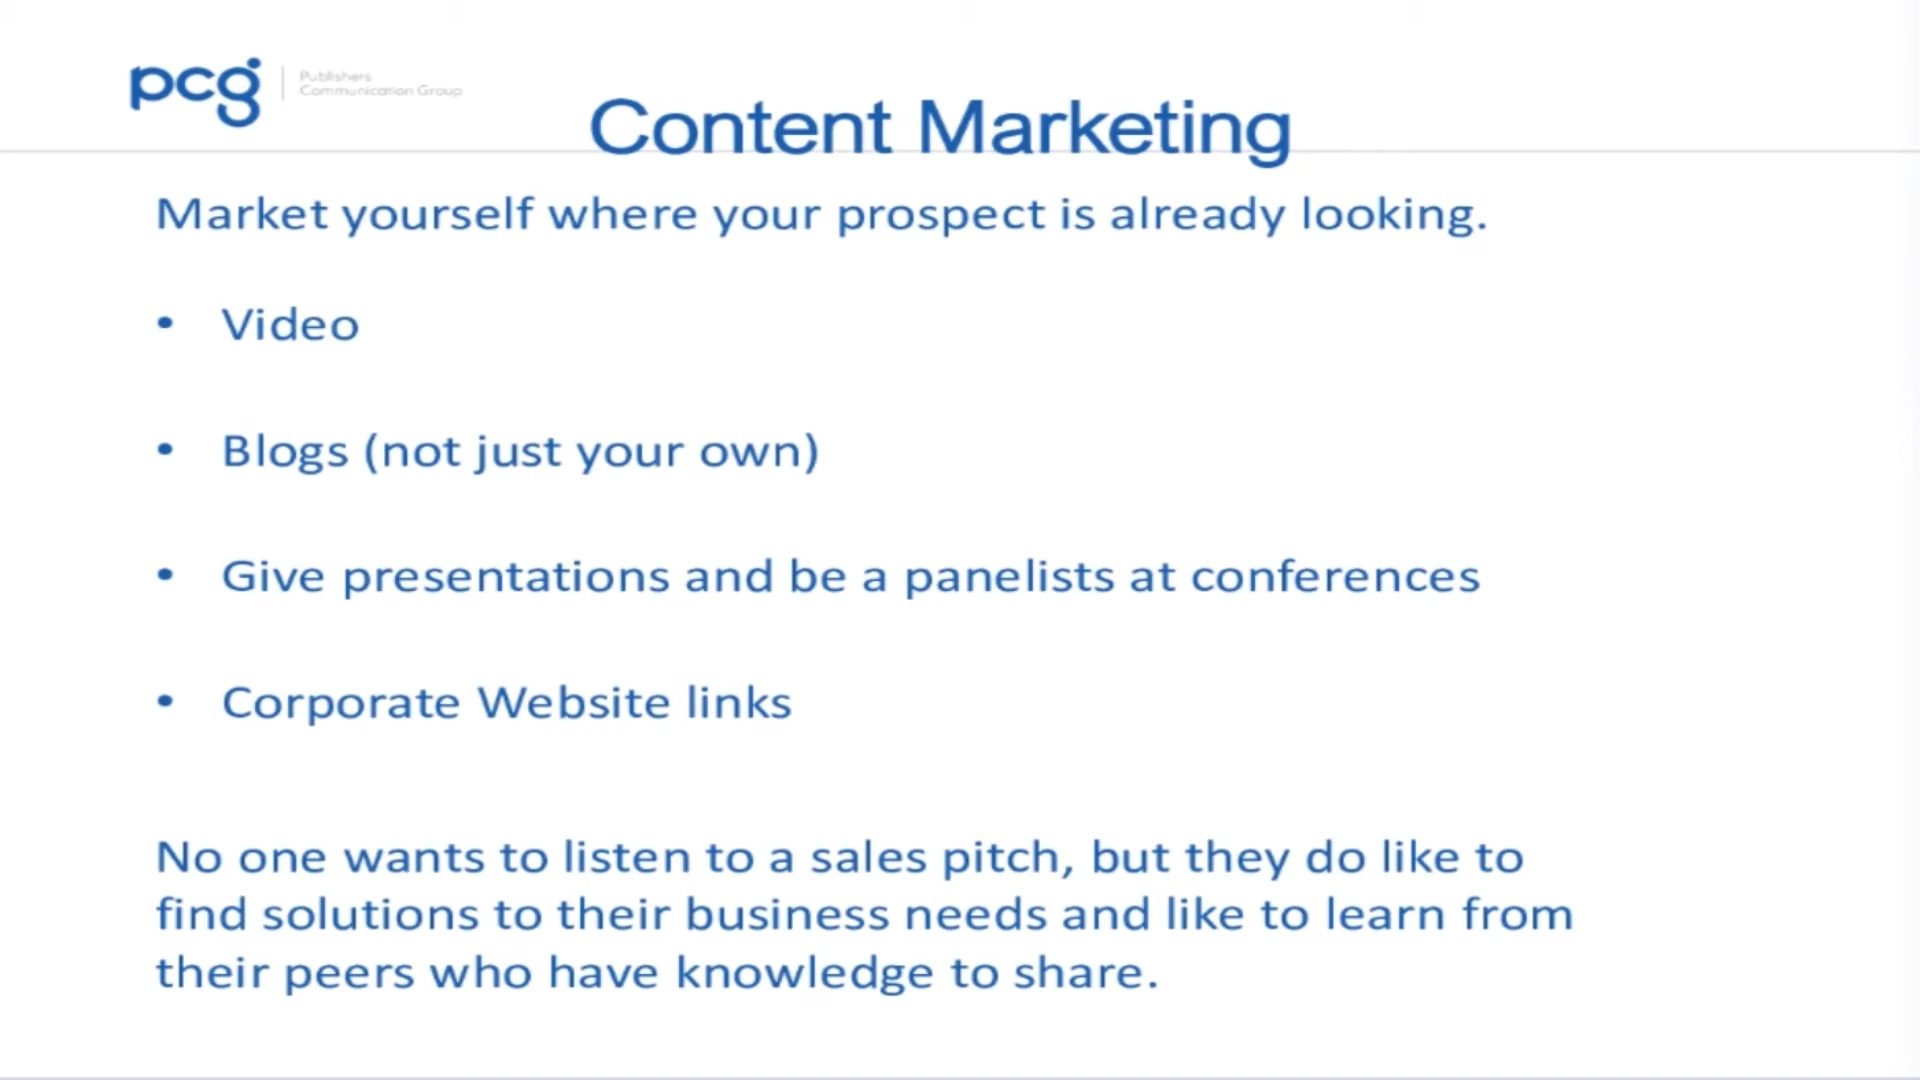 pcg
Publishers
Communication Group
Content Marketing
Market yourself where your prospect is already looking.
• Video
• Blogs (not just your own)
• Give presentations and be a panelists at conferences
• Corporate Website links
No one wants to listen to a sales pitch, but they do like to
find solutions to their business needs and like to learn from
their peers who have knowledge to share.